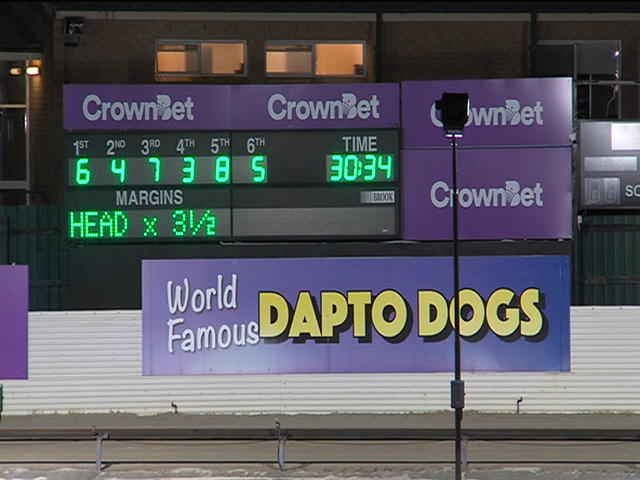 CrownBet CrownBet CrownBet
1ST 2ND 3RD 4TH 5TH 6TH TIME
6 4 7 3 8 5 30:34
MARGINS BROOK
HEAD x 3½
CrownBet
World Famous DAPTO DOGS